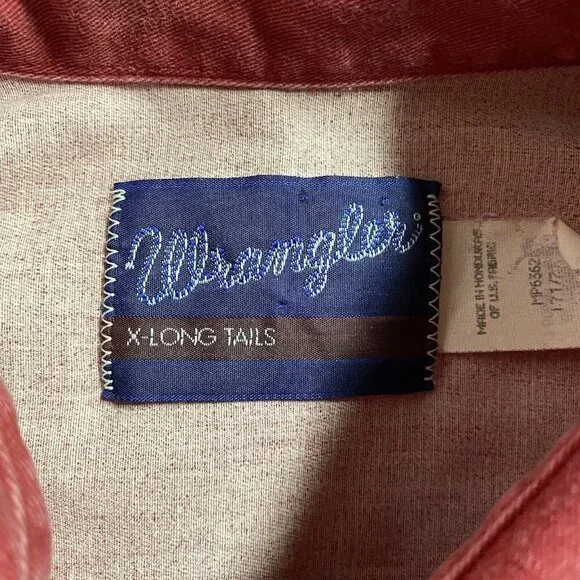 Wrangler®
X-LONG TAILS
MADE IN HONDURAS
OF U.S. FABRIC
MP6362